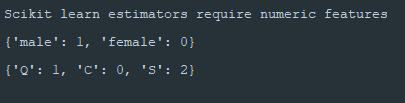 Scikit learn estimators require numeric features
{'male': 1, 'female': 0}
{'Q': 1, 'C': 0, 'S': 2}